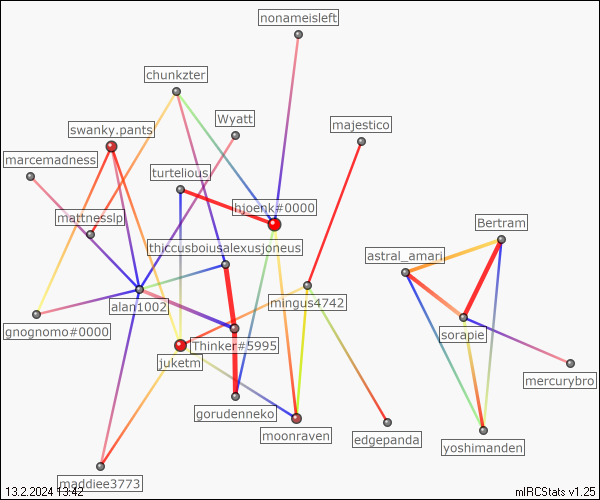 nonameisleft
chunkzter
Wyatt
swanky.pants
majestico
marcemadness
turtelious
hjoenk#0000
mattnesslp
Bertram
thiccusboiusalexusjoneus
astral_amari
alan1002
mingus4742
gnognomo#0000
sorapie
Thinker#5995
juketm
mercurybro
gorudenneko
moonraven
edgepanda
yoshimanden
maddiee3773
13.2.2024 13:42
mIRCStats v1.25